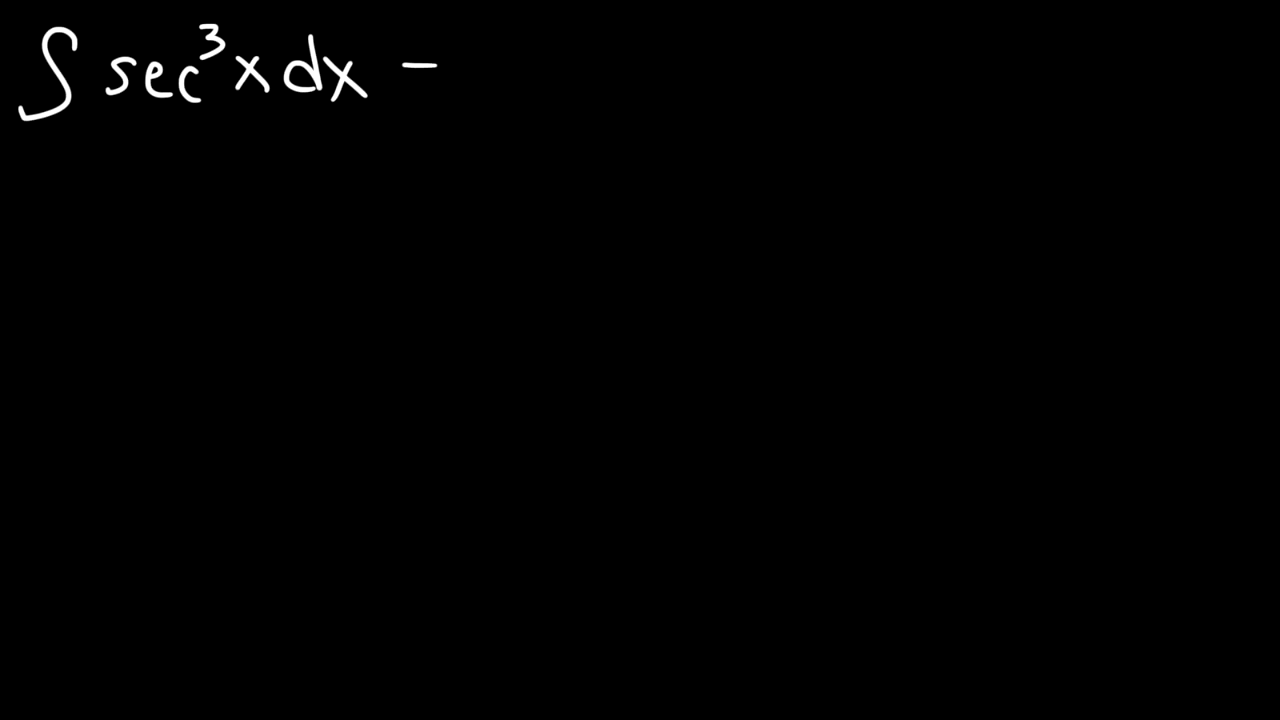 ∫ sec³x dx −